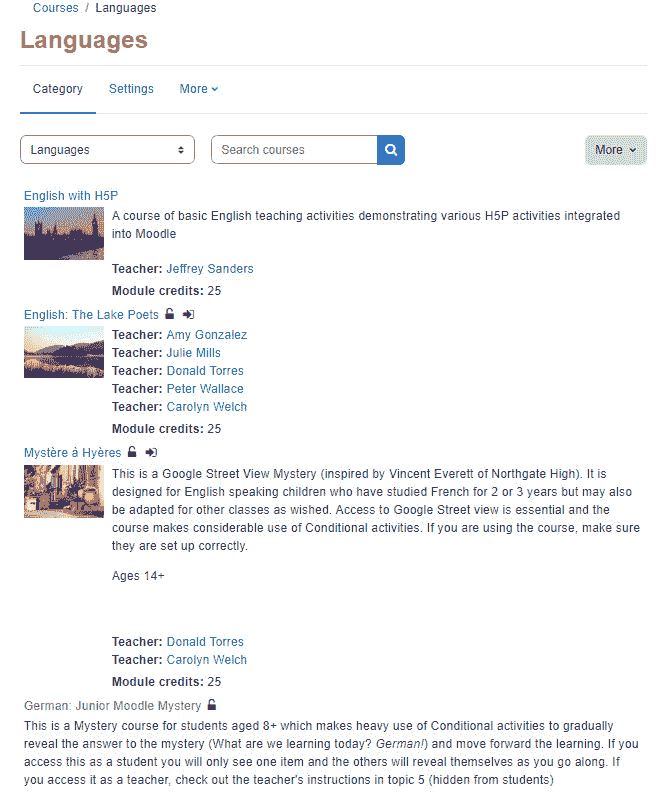 Courses / Languages
Languages
Category Settings More
Languages Search courses More
English with H5P
A course of basic English teaching activities demonstrating various H5P activities integrated
into Moodle
Teacher: Jeffrey Sanders
Module credits: 25
English: The Lake Poets
Teacher: Amy Gonzalez
Teacher: Julie Mills
Teacher: Donald Torres
Teacher: Peter Wallace
Teacher: Carolyn Welch
Module credits: 25
Mystère à Hyères
This is a Google Street View Mystery (inspired by Vincent Everett of Northgate High). It is
designed for English speaking children who have studied French for 2 or 3 years but may also
be adapted for other classes as wished. Access to Google Street view is essential and the
course makes considerable use of Conditional activities. If you are using the course, make sure
they are set up correctly.
Ages 14+
Teacher: Donald Torres
Teacher: Carolyn Welch
Module credits: 25
German: Junior Moodle Mystery
This is a Mystery course for students aged 8+ which makes heavy use of Conditional activities to gradually
reveal the answer to the mystery (What are we learning today? German!) and move forward the learning. If you
access this as a student you will only see one item and the others will reveal themselves as you go along. If
you access it as a teacher, check out the teacher's instructions in topic 5 (hidden from students)